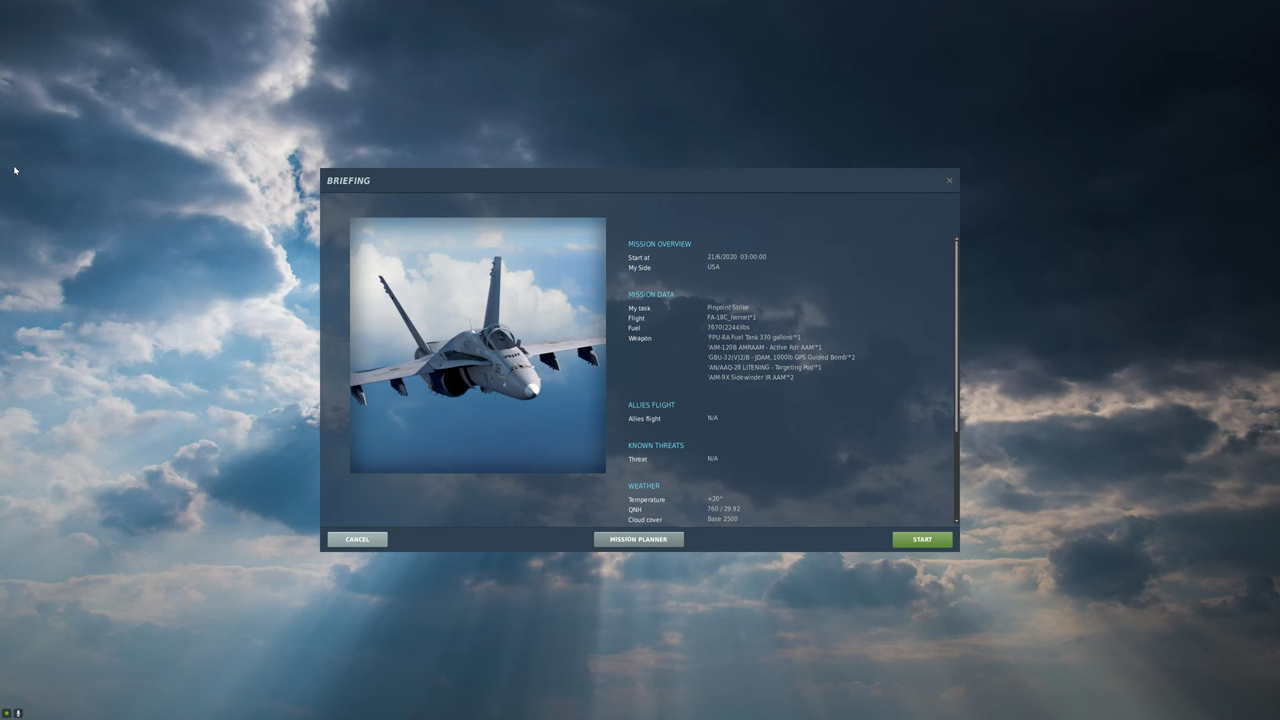 BRIEFING
MISSION OVERVIEW
Start at 21/6/2020 03:00:00
My Side USA
MISSION DATA
My task Pinpoint Strike
Flight FA-18C_hornet*1
Fuel 7670(2244)lbs
Weapon 'FPU-8A Fuel Tank 330 gallons'*1
'AIM-120B AMRAAM - Active Rdr AAM'*1
'GBU-32(V)2/B - JDAM, 1000lb GPS Guided Bomb'*2
'AN/AAQ-28 LITENING - Targeting Pod'*1
'AIM-9X Sidewinder IR AAM'*2
ALLIES FLIGHT
Allies flight N/A
KNOWN THREATS
Threat N/A
WEATHER
Temperature +20°
QNH 760 / 29.92
Cloud cover Base 2500
CANCEL MISSION PLANNER START